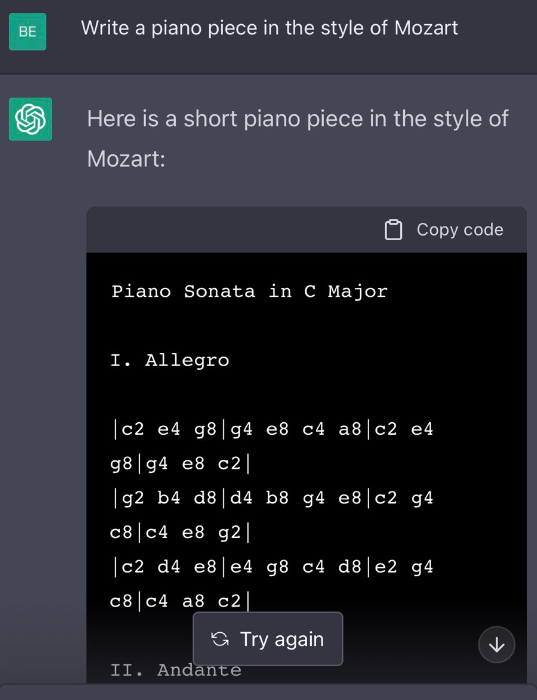 BE
Write a piano piece in the style of Mozart
Here is a short piano piece in the style of
Mozart:
Copy code
Piano Sonata in C Major
I. Allegro
|c2 e4 g8|g4 e8 c4 a8|c2 e4
g8|g4 e8 c2|
|g2 b4 d8|d4 b8 g4 e8|c2 g4
c8|c4 e8 g2|
|c2 d4 e8|e4 g8 c4 d8|e2 g4
c8|c4 a8 c2|
Try again
II. Andante